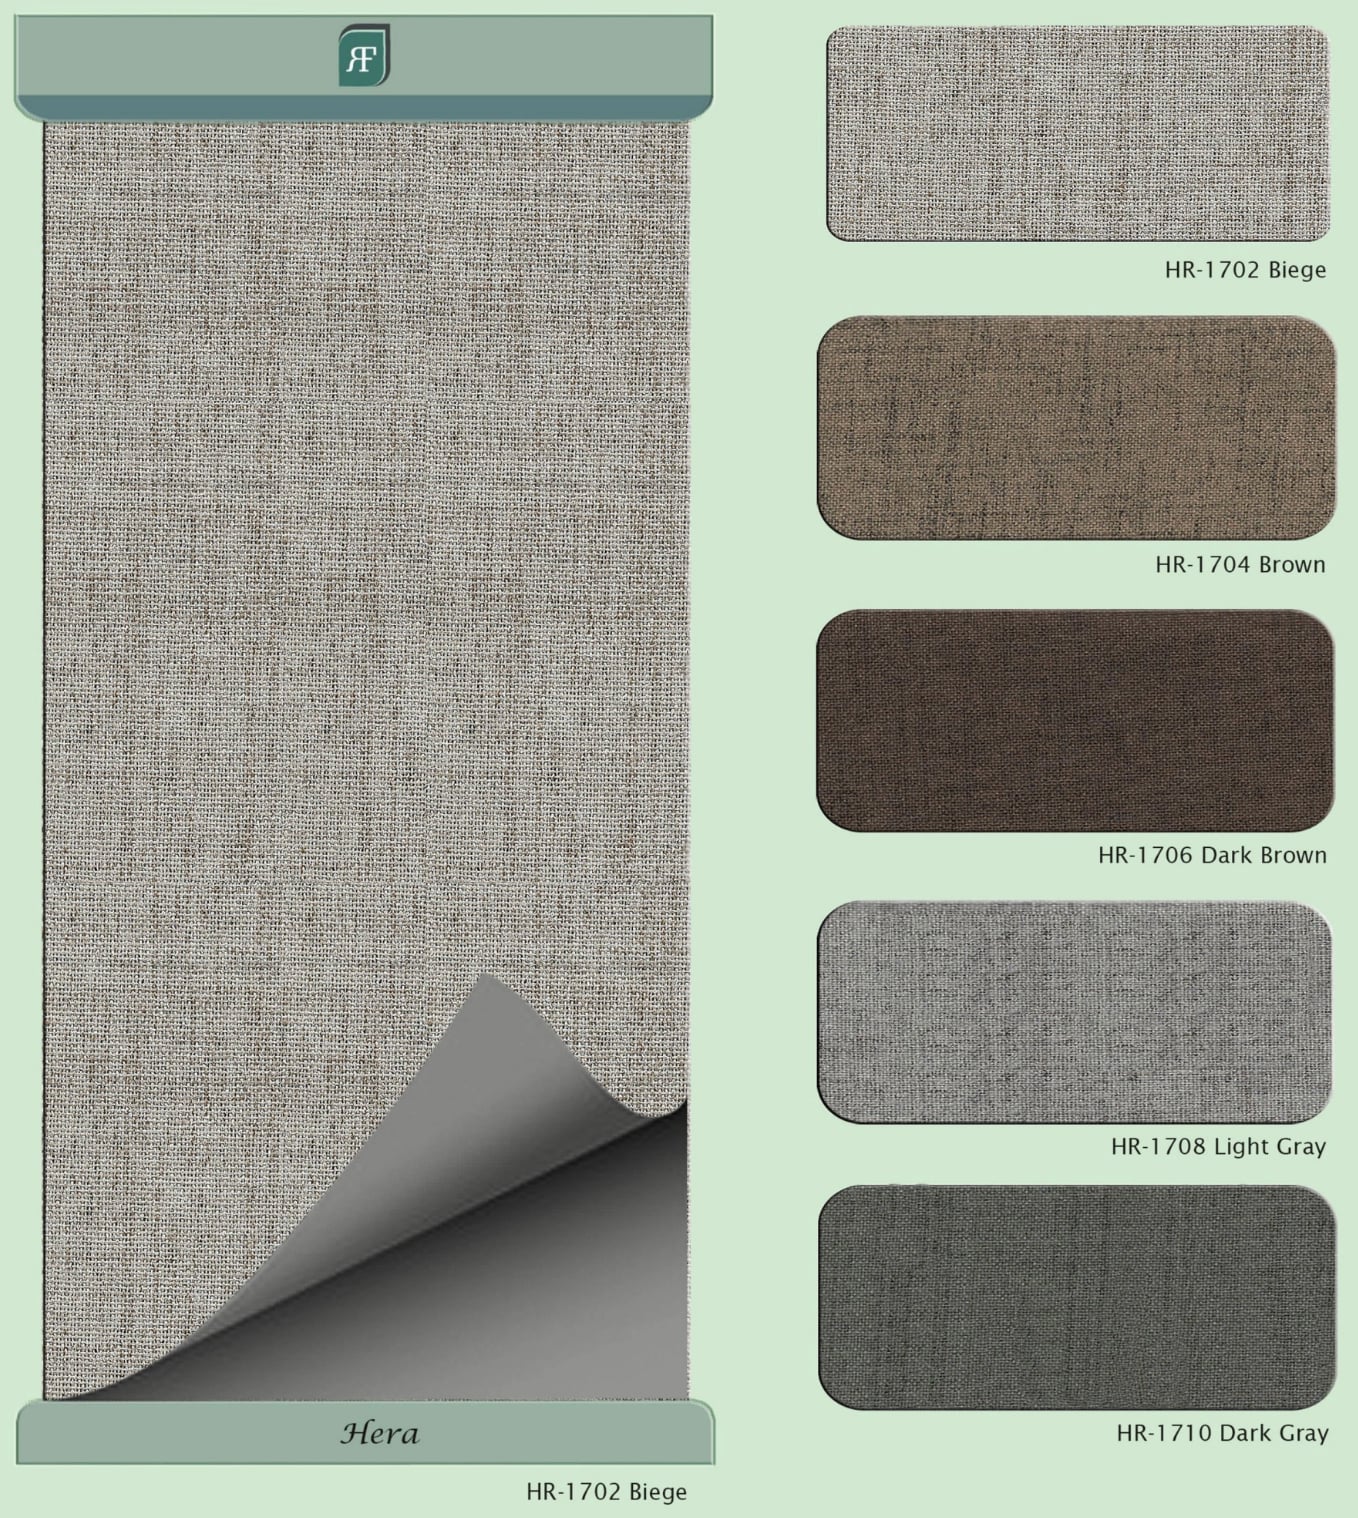 RF
Hera
HR-1702 Biege
HR-1702 Biege
HR-1704 Brown
HR-1706 Dark Brown
HR-1708 Light Gray
HR-1710 Dark Gray